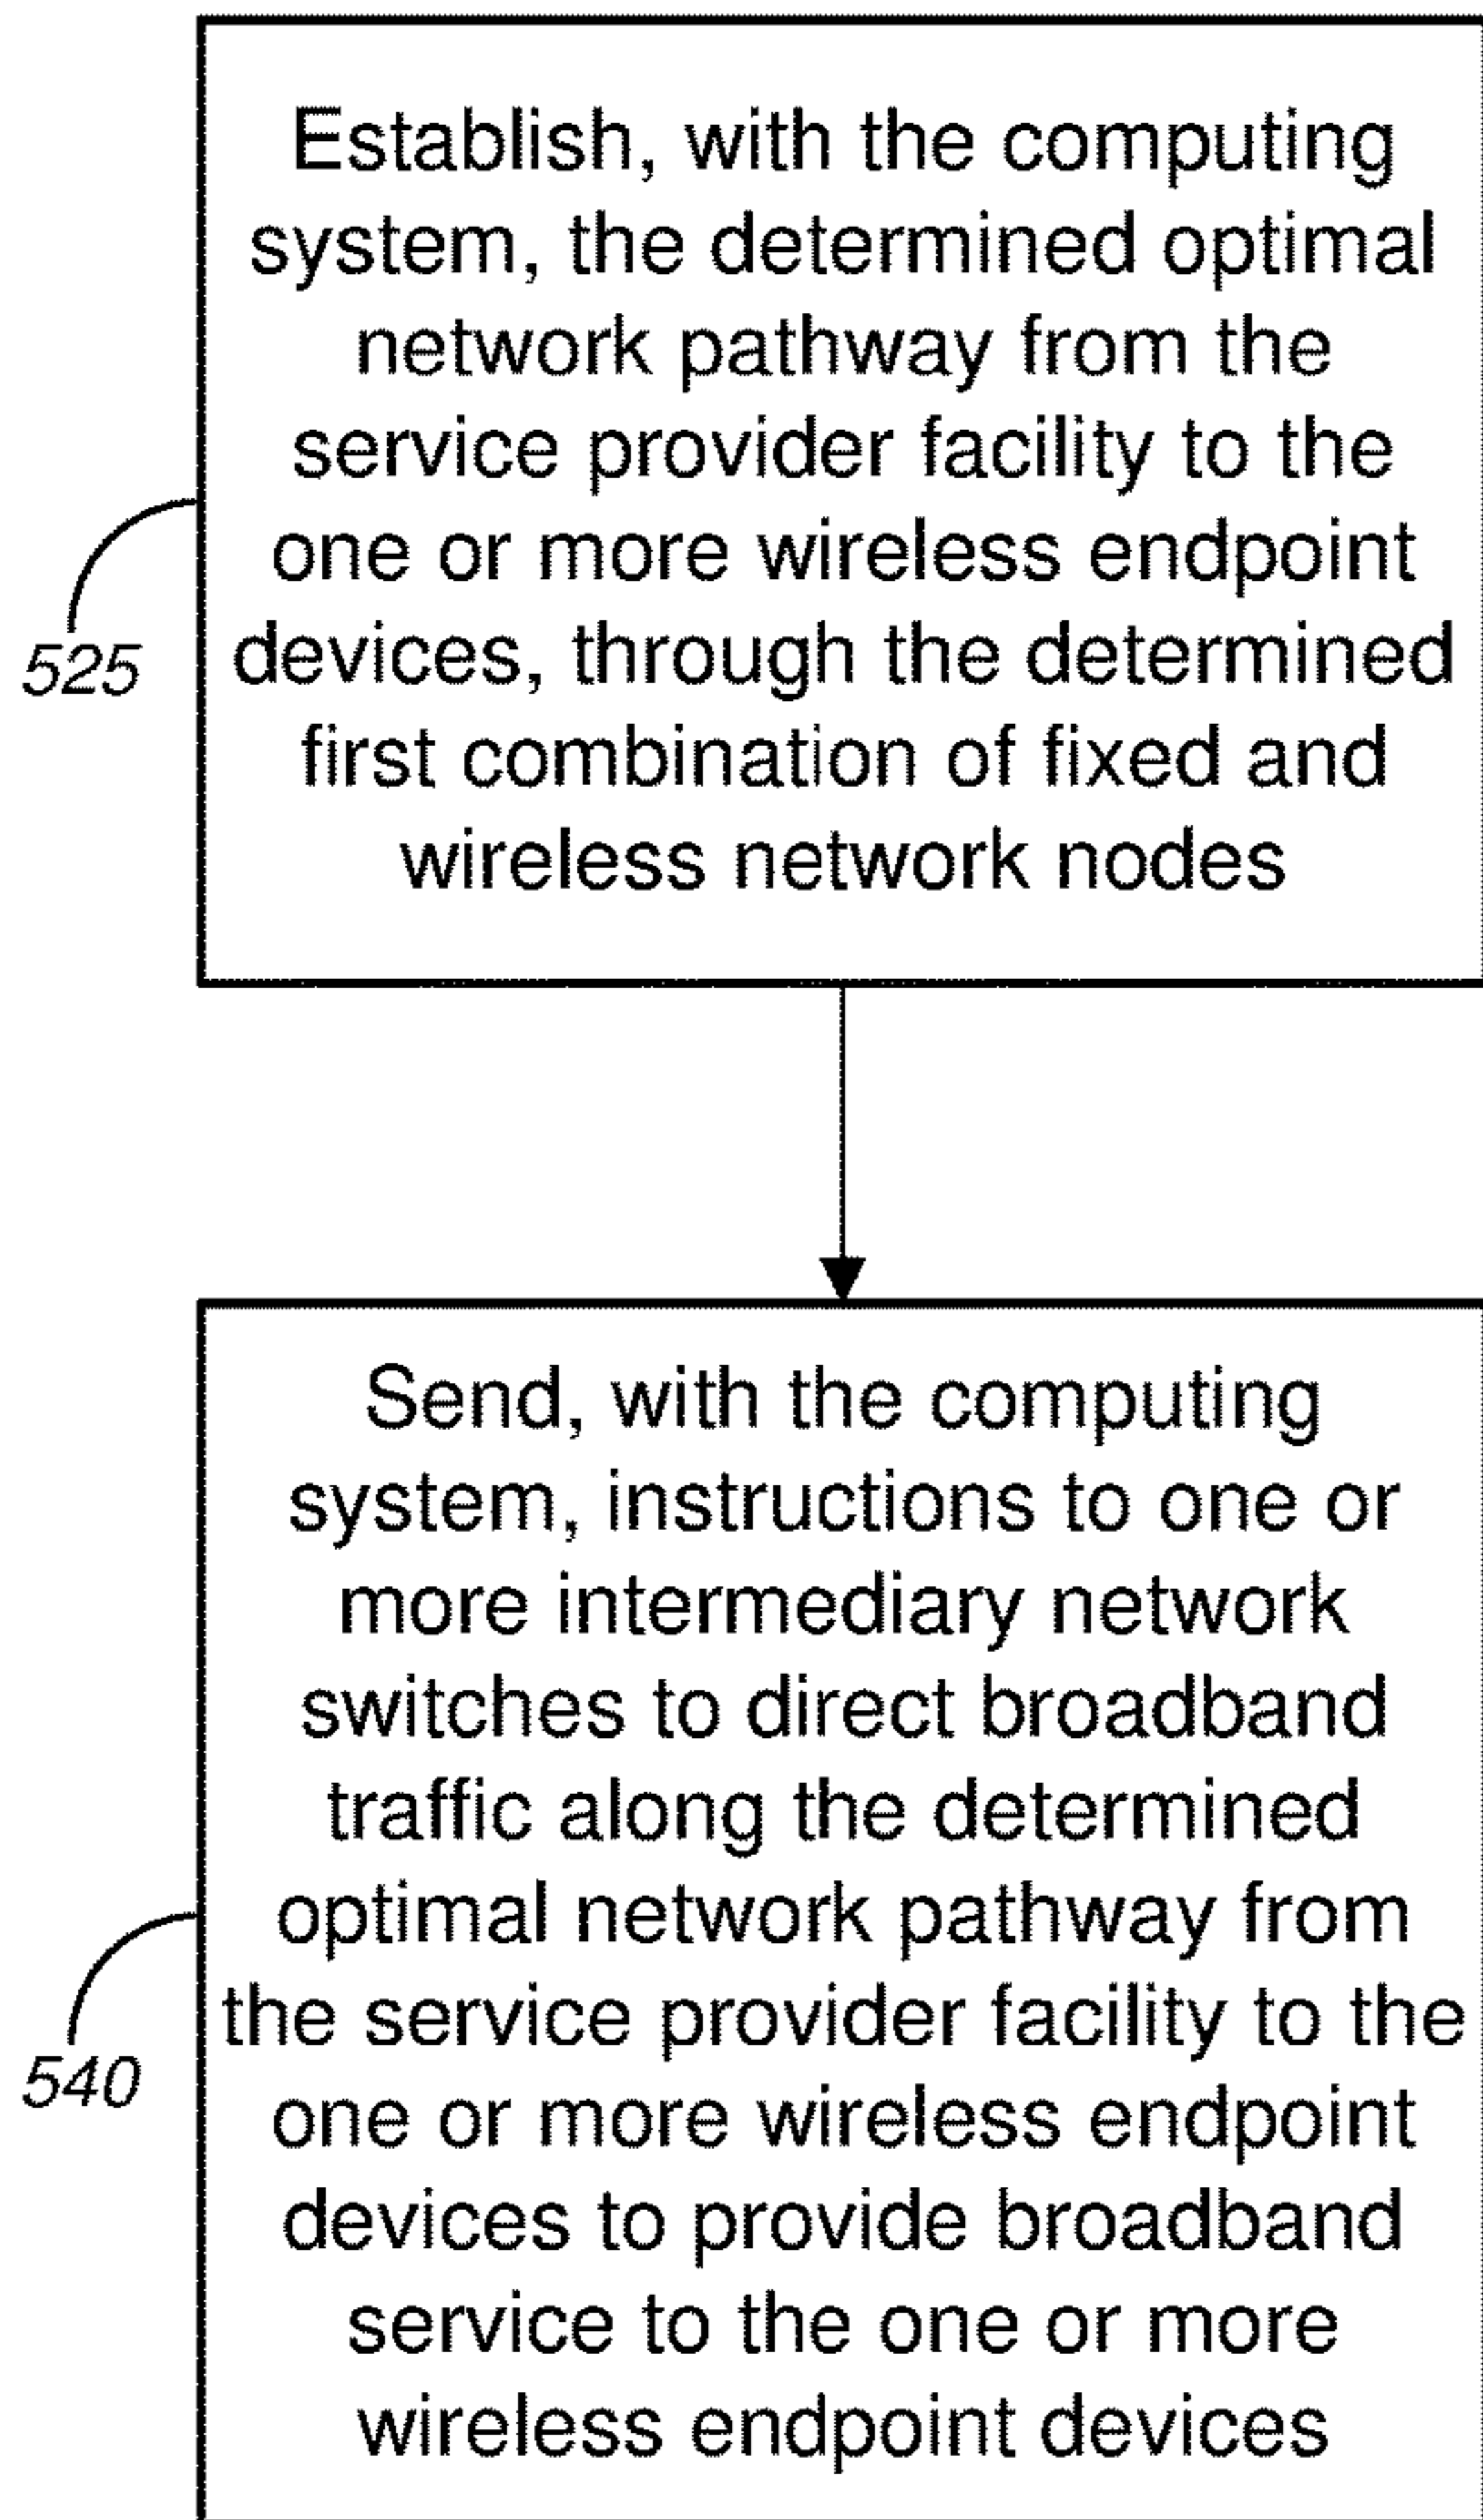 Establish, with the computing
system, the determined optimal
network pathway from the
service provider facility to the
one or more wireless endpoint
devices, through the determined
first combination of fixed and
wireless network nodes
525
Send, with the computing
system, instructions to one or
more intermediary network
switches to direct broadband
traffic along the determined
optimal network pathway from
the service provider facility to the
one or more wireless endpoint
devices to provide broadband
service to the one or more
wireless endpoint devices
540